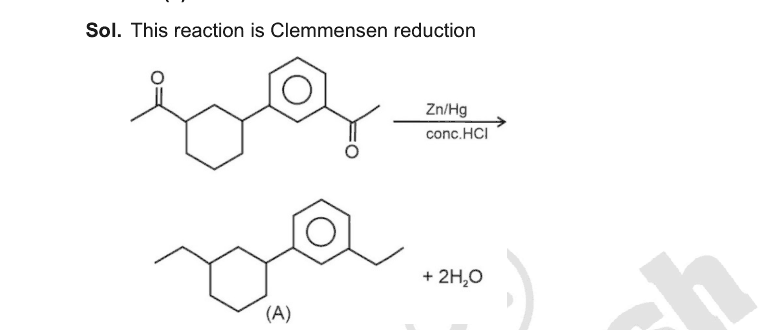 Sol. This reaction is Clemmensen reduction
O
Zn/Hg
conc.HCl
O
+ 2H₂O
(A)